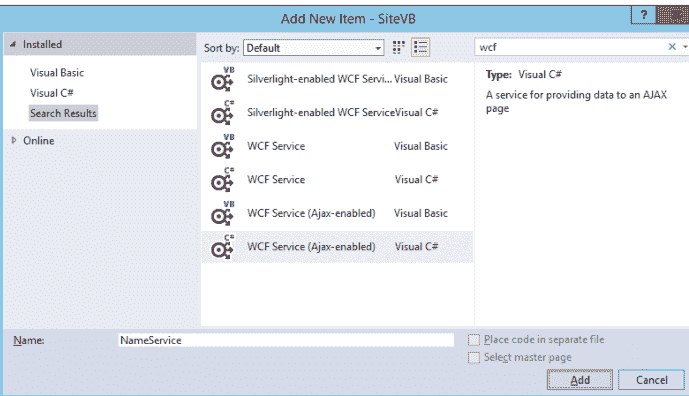 Add New Item - SiteVB
?
Installed
Visual Basic
Visual C#
Search Results
Online
Sort by: Default
wcf
VB Silverlight-enabled WCF Servi... Visual Basic
C# Silverlight-enabled WCF Service Visual C#
VB WCF Service Visual Basic
C# WCF Service Visual C#
VB WCF Service (Ajax-enabled) Visual Basic
C# WCF Service (Ajax-enabled) Visual C#
Type: Visual C#
A service for providing data to an AJAX
page
Name: NameService
Place code in separate file
Select master page
Add Cancel